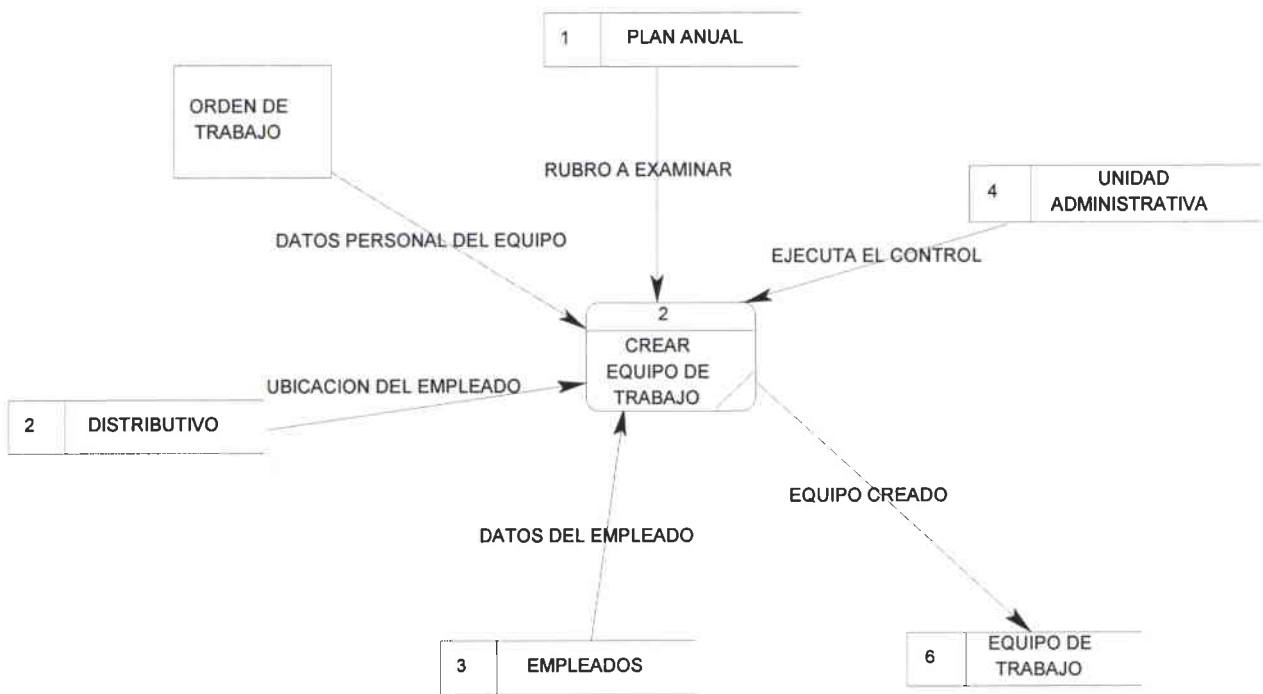 1 PLAN ANUAL
ORDEN DE
TRABAJO
RUBRO A EXAMINAR
4 UNIDAD
ADMINISTRATIVA
DATOS PERSONAL DEL EQUIPO
EJECUTA EL CONTROL
2
CREAR
EQUIPO DE
TRABAJO
UBICACION DEL EMPLEADO
2 DISTRIBUTIVO
EQUIPO CREADO
DATOS DEL EMPLEADO
3 EMPLEADOS
6 EQUIPO DE
TRABAJO